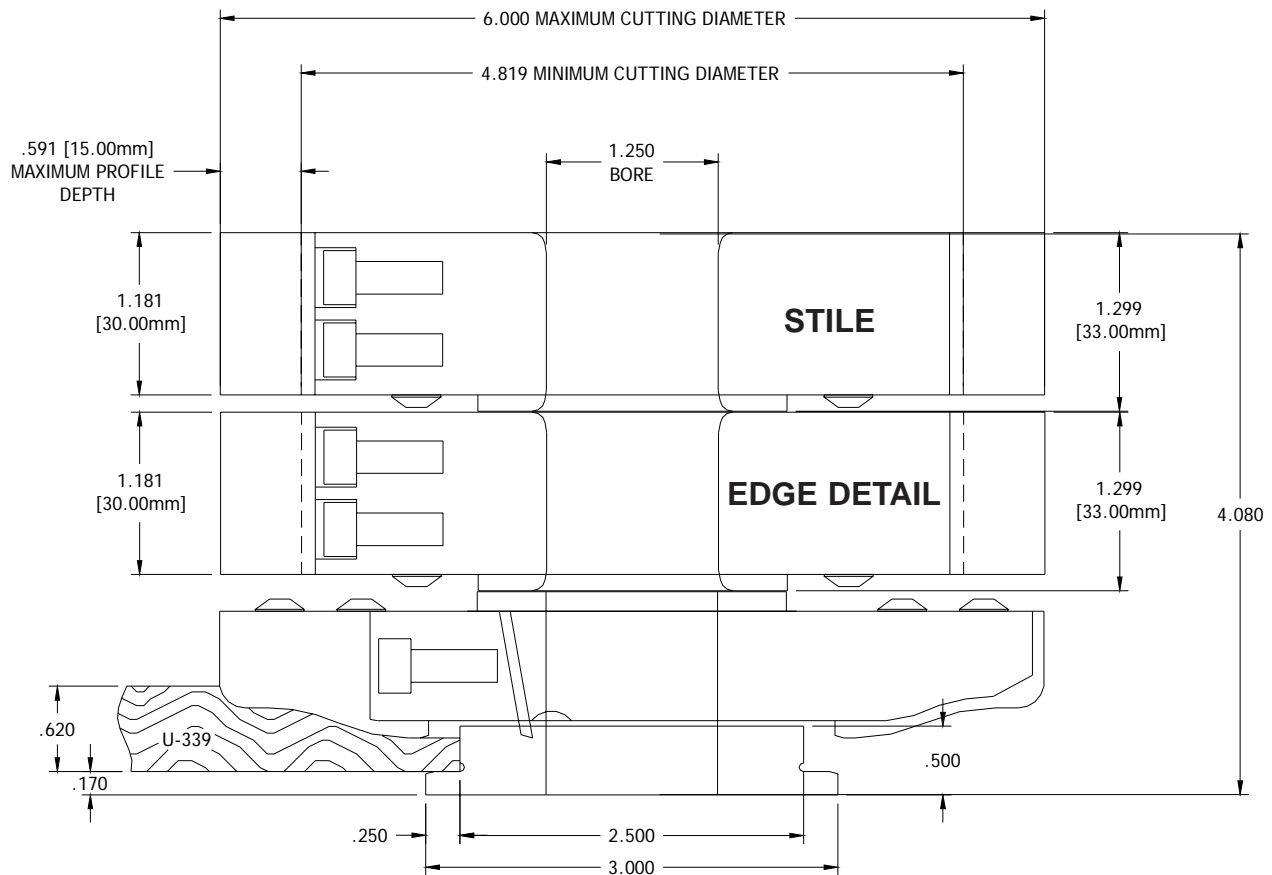 6.000 MAXIMUM CUTTING DIAMETER
4.819 MINIMUM CUTTING DIAMETER
.591 [15.00mm]
MAXIMUM PROFILE
DEPTH
1.250
BORE
1.181
[30.00mm]
STILE
1.299
[33.00mm]
1.181
[30.00mm]
EDGE DETAIL
1.299
[33.00mm]
4.080
.620
U-339
.170
.500
.250
2.500
3.000